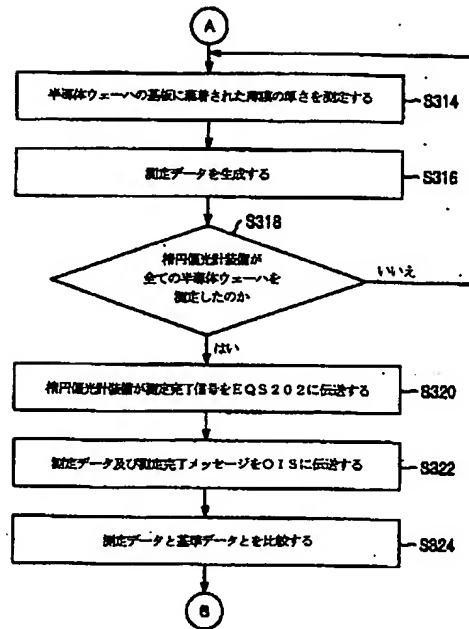 A
半導体ウェーハの基板に蒸着された薄膜の厚さを測定する
S314
測定データを生成する
S316
S318
楕円偏光計装備が
全ての半導体ウェーハを
測定したのか
いいえ
はい
楕円偏光計装備が測定完了信号をEQS202に伝送する
S320
測定データ及び測定完了メッセージをOISに伝送する
S322
測定データと基準データとを比較する
S324
B